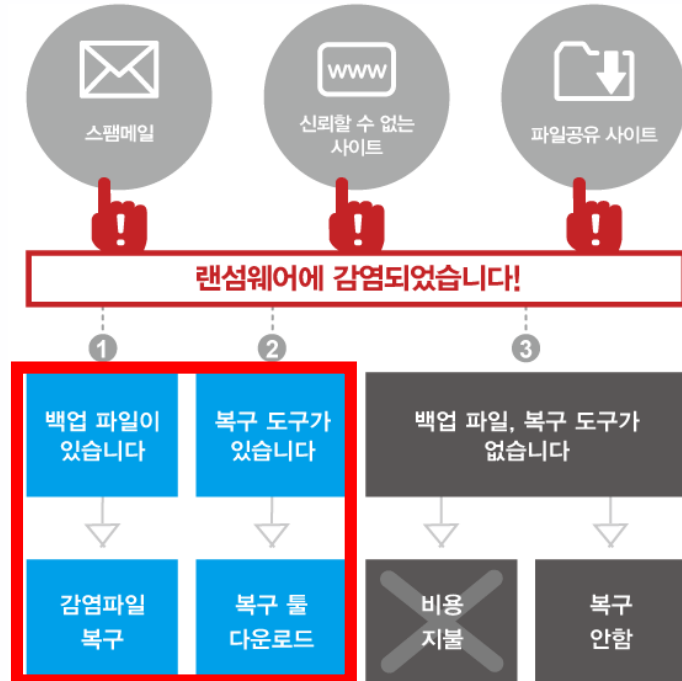 www
스팸메일
신뢰할 수 없는
사이트
파일공유 사이트
!
!
!
랜섬웨어에 감염되었습니다!
1
2
3
백업 파일이
있습니다
복구 도구가
있습니다
백업 파일, 복구 도구가
없습니다
감염파일
복구
복구 툴
다운로드
비용
지불
복구
안함